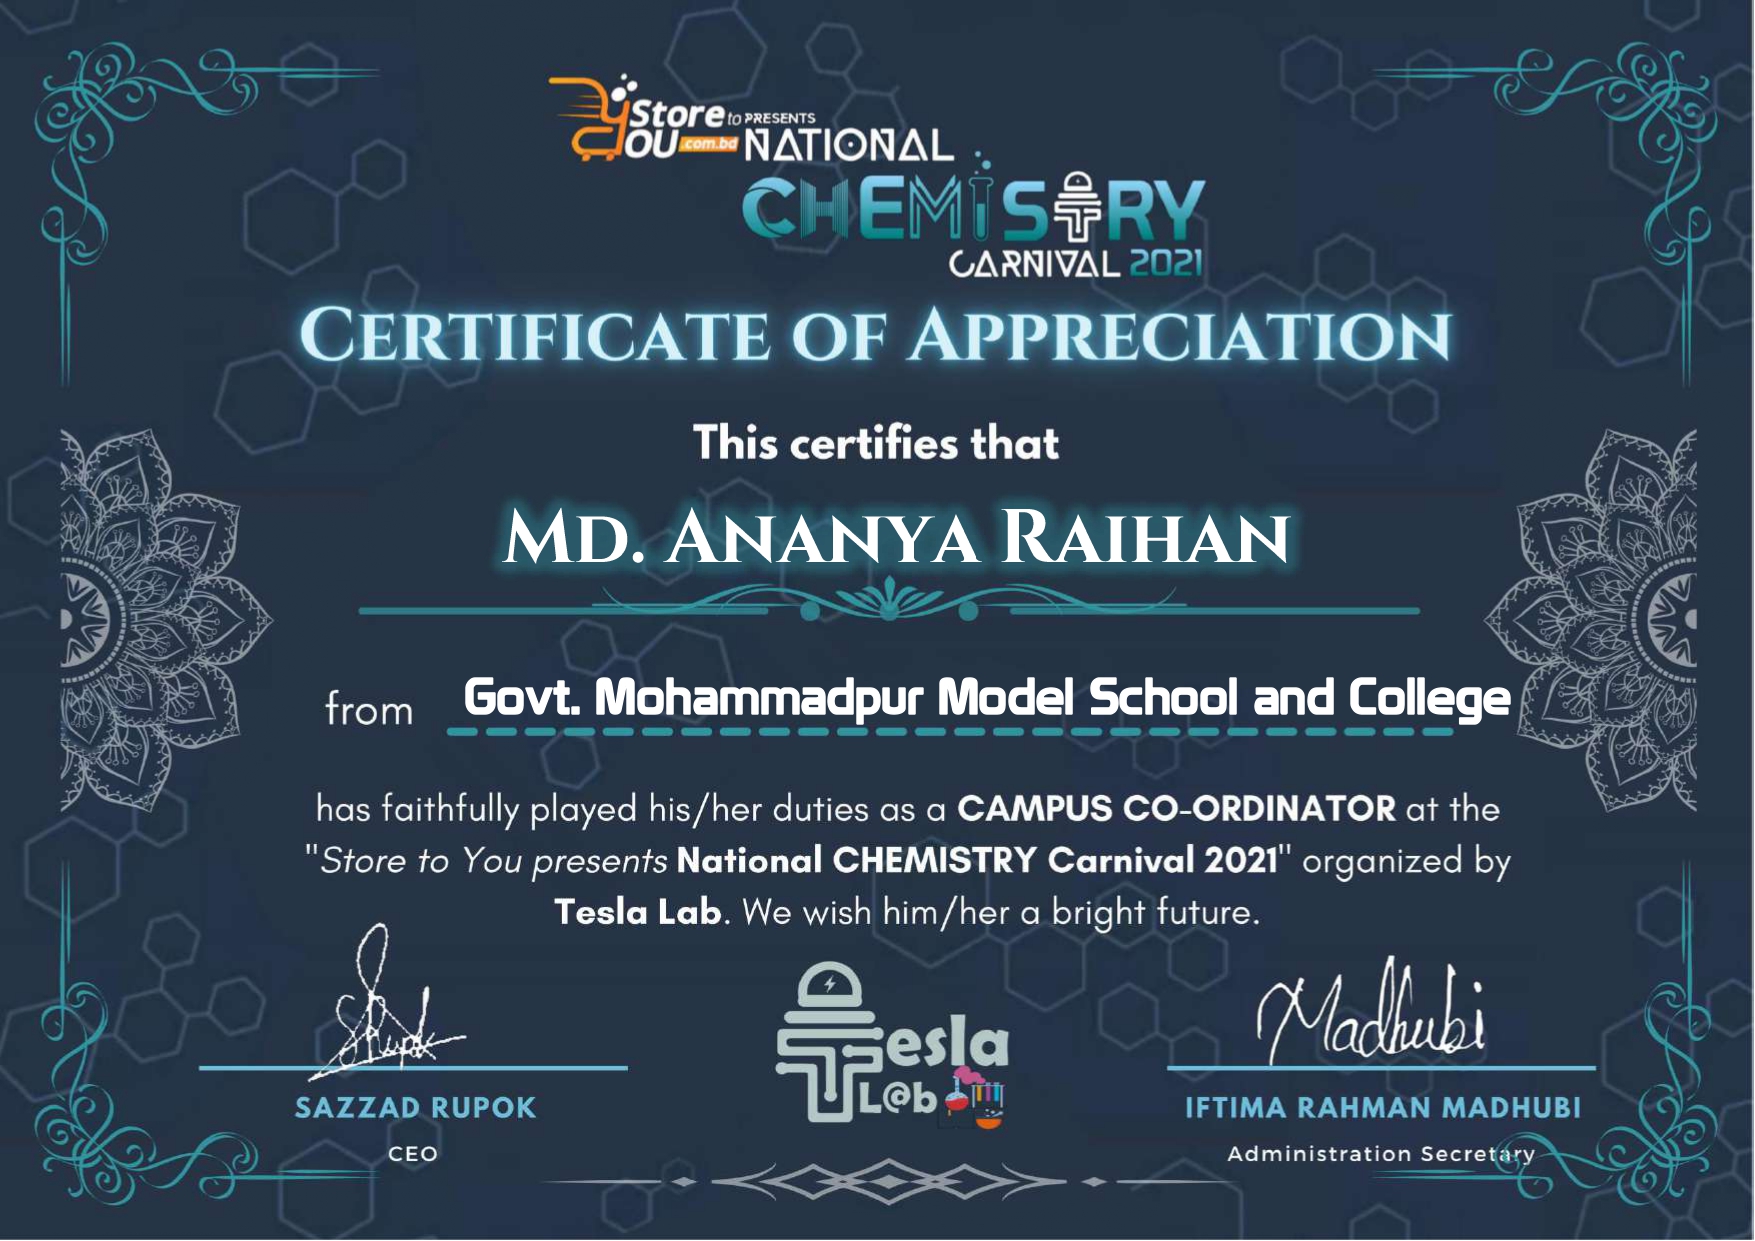 Store to PRESENTS
YOU .com.bd NATIONAL
CHEMISTRY
CARNIVAL 2021
CERTIFICATE OF APPRECIATION
This certifies that
MD. ANANYA RAIHAN
from Govt. Mohammadpur Model School and College
has faithfully played his/her duties as a CAMPUS CO-ORDINATOR at the
"Store to You presents National CHEMISTRY Carnival 2021" organized by
Tesla Lab. We wish him/her a bright future.
SRupok
Madhubi
Tesla
L@b
SAZZAD RUPOK
IFTIMA RAHMAN MADHUBI
CEO
Administration Secretary